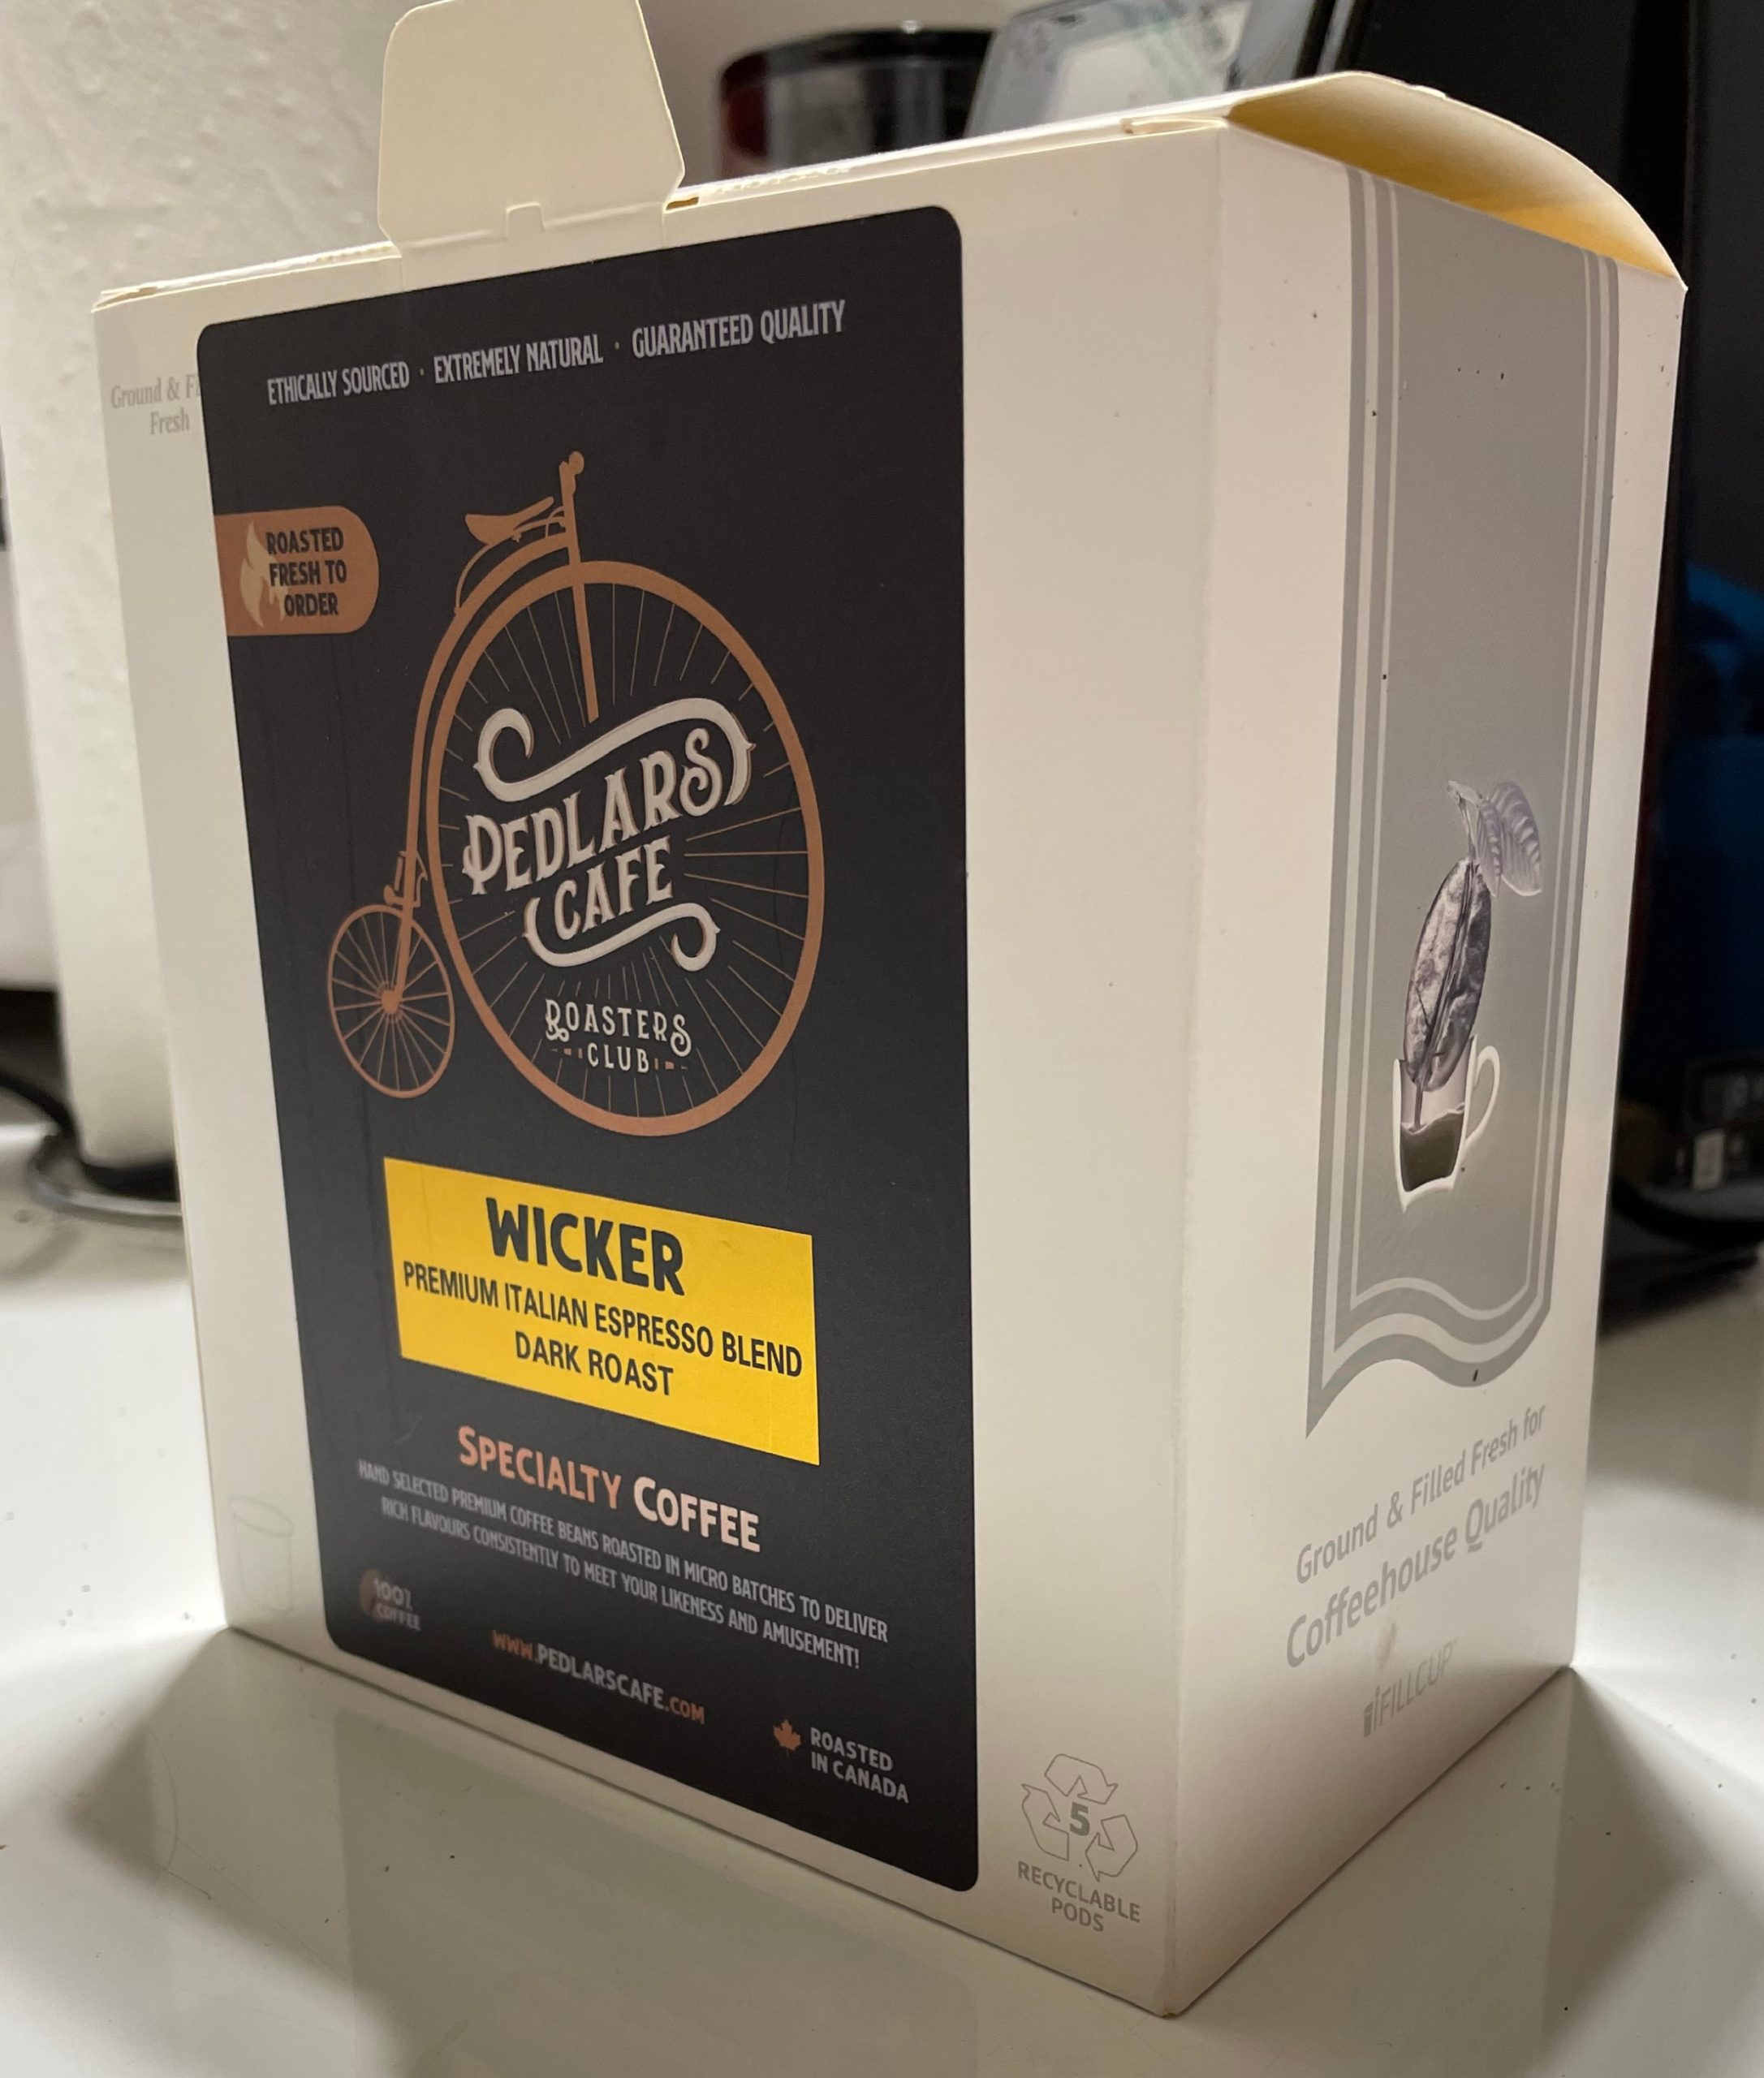 Ground & F
Fresh
ETHICALLY SOURCED · EXTREMELY NATURAL · GUARANTEED QUALITY
ROASTED
FRESH TO
ORDER
PEDLARS
CAFE
ROASTERS
CLUB
WICKER
PREMIUM ITALIAN ESPRESSO BLEND
DARK ROAST
SPECIALTY COFFEE
HAND SELECTED PREMIUM COFFEE BEANS ROASTED IN MICRO BATCHES TO DELIVER
RICH FLAVOURS CONSISTENTLY TO MEET YOUR LIKENESS AND AMUSEMENT!
100%
COFFEE
WWW.PEDLARSCAFE.COM
ROASTED
IN CANADA
5
RECYCLABLE
PODS
Ground & Filled Fresh for
Coffeehouse Quality
iFILLCUP